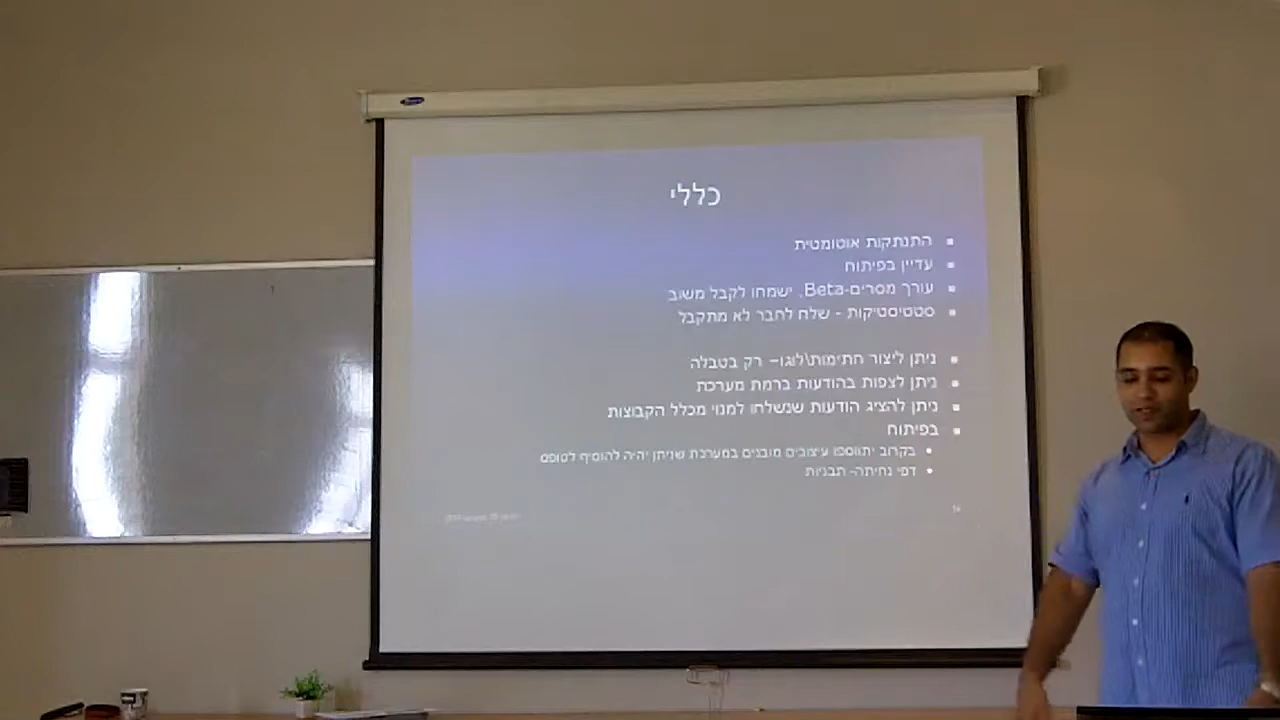 כללי
התנתקות אוטומטית
עדיין בפיתוח
עורך מסרים-Beta. ישמחו לקבל משוב
סטטיסטיקות - שלח לחבר לא מתקבל
ניתן ליצור חתימות\לוגו– רק בטבלה
ניתן לצפות בהודעות ברמת מערכת
ניתן להציג הודעות שנשלחו למנוי מכלל הקבוצות
בפיתוח
בקרוב יתווספו עיצובים מובנים במערכת שניתן יהיה להוסיף לטופס
דפי נחיתה- תבניות